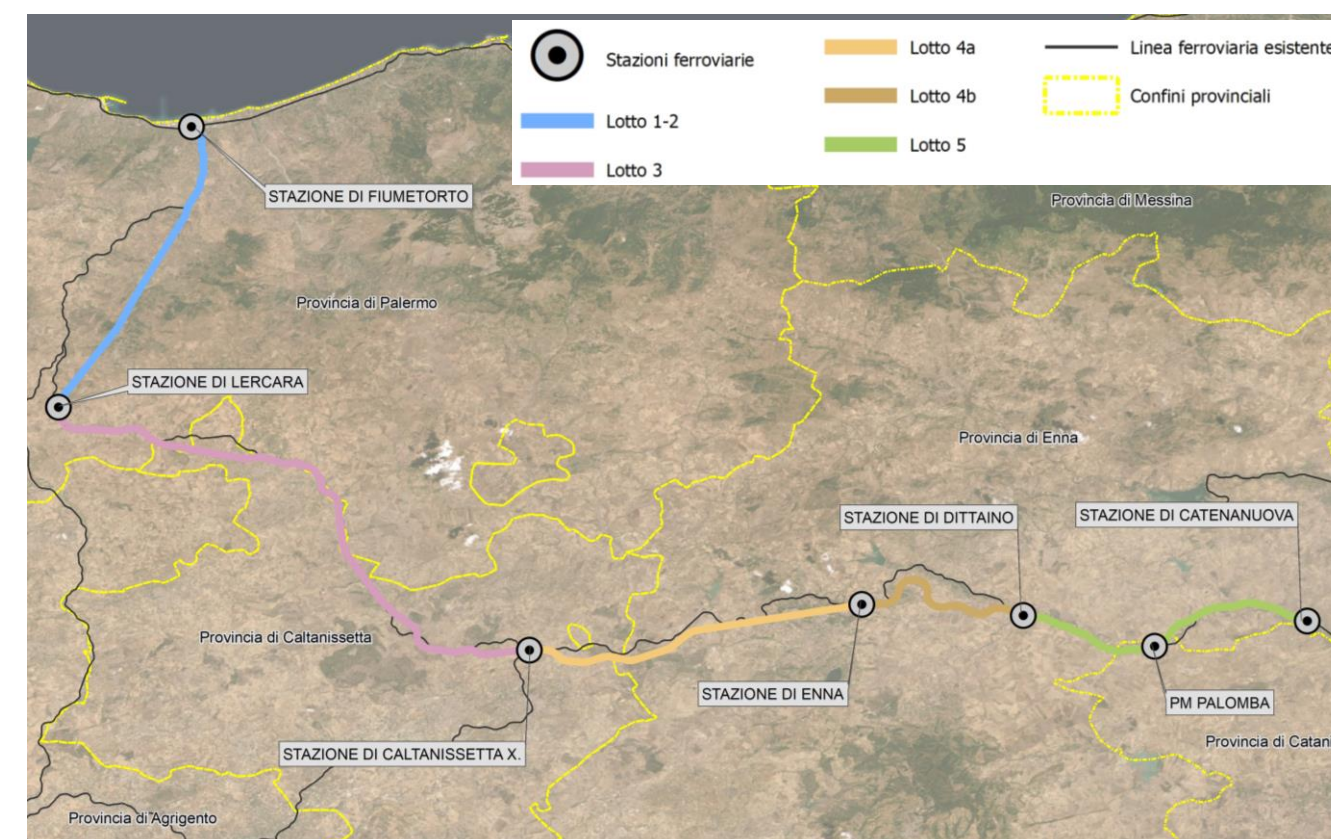 Stazioni ferroviarie
Lotto 1-2
Lotto 3
Lotto 4a
Lotto 4b
Lotto 5
Linea ferroviaria esistente
Confini provinciali
STAZIONE DI FIUMETORTO
Provincia di Messina
Provincia di Palermo
STAZIONE DI LERCARA
Provincia di Enna
STAZIONE DI DITTAINO
STAZIONE DI CATENANUOVA
Provincia di Caltanissetta
STAZIONE DI ENNA
PM PALOMBA
STAZIONE DI CALTANISSETTA X.
Provincia di Catani
Provincia di Agrigento